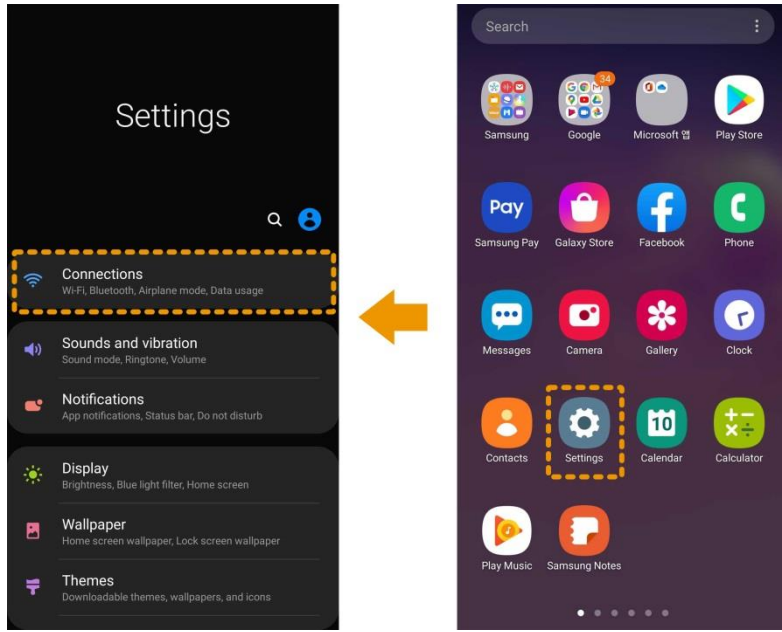 Settings
Connections
Wi-Fi, Bluetooth, Airplane mode, Data usage
Sounds and vibration
Sound mode, Ringtone, Volume
Notifications
App notifications, Status bar, Do not disturb
Display
Brightness, Blue light filter, Home screen
Wallpaper
Home screen wallpaper, Lock screen wallpaper
Themes
Downloadable themes, wallpapers, and icons
Search
34
Samsung Google Microsoft 앱 Play Store
Pay
Samsung Pay Galaxy Store Facebook Phone
Messages Camera Gallery Clock
10
Contacts Settings Calendar Calculator
Play Music Samsung Notes